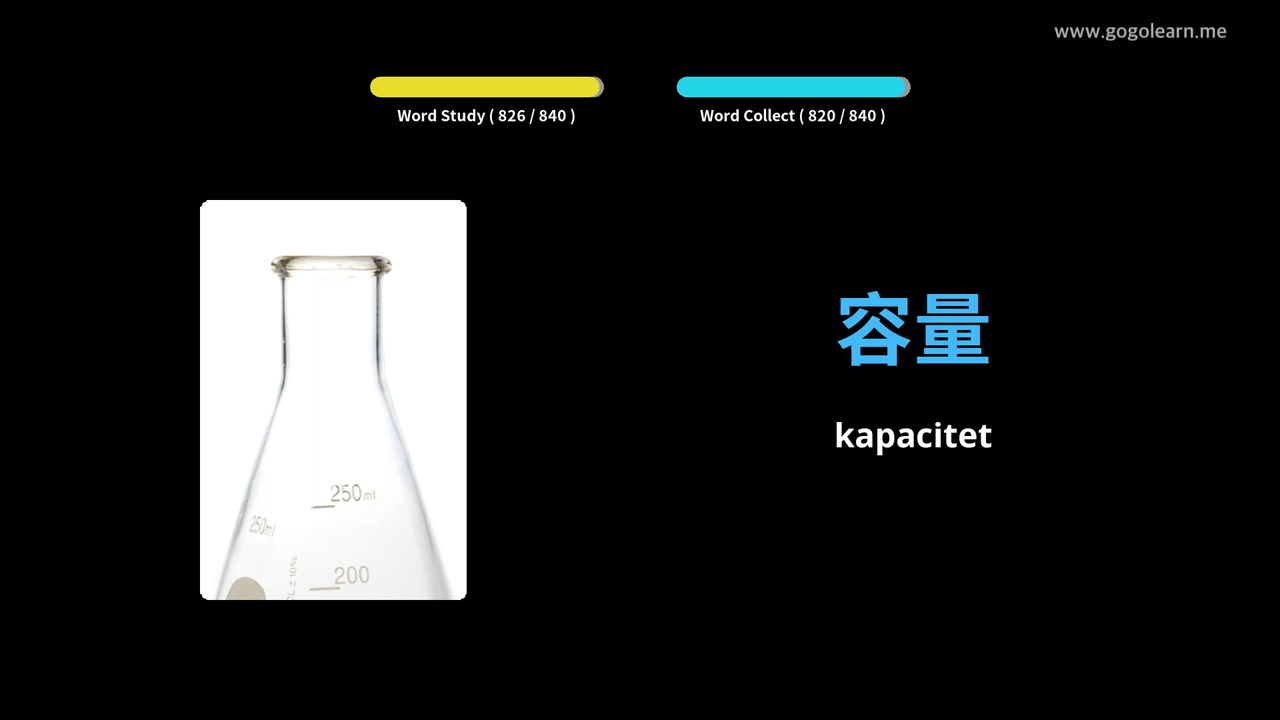 www.gogolearn.me
Word Study ( 826 / 840 )
Word Collect ( 820 / 840 )
容量
kapacitet
250ml
250ml
200